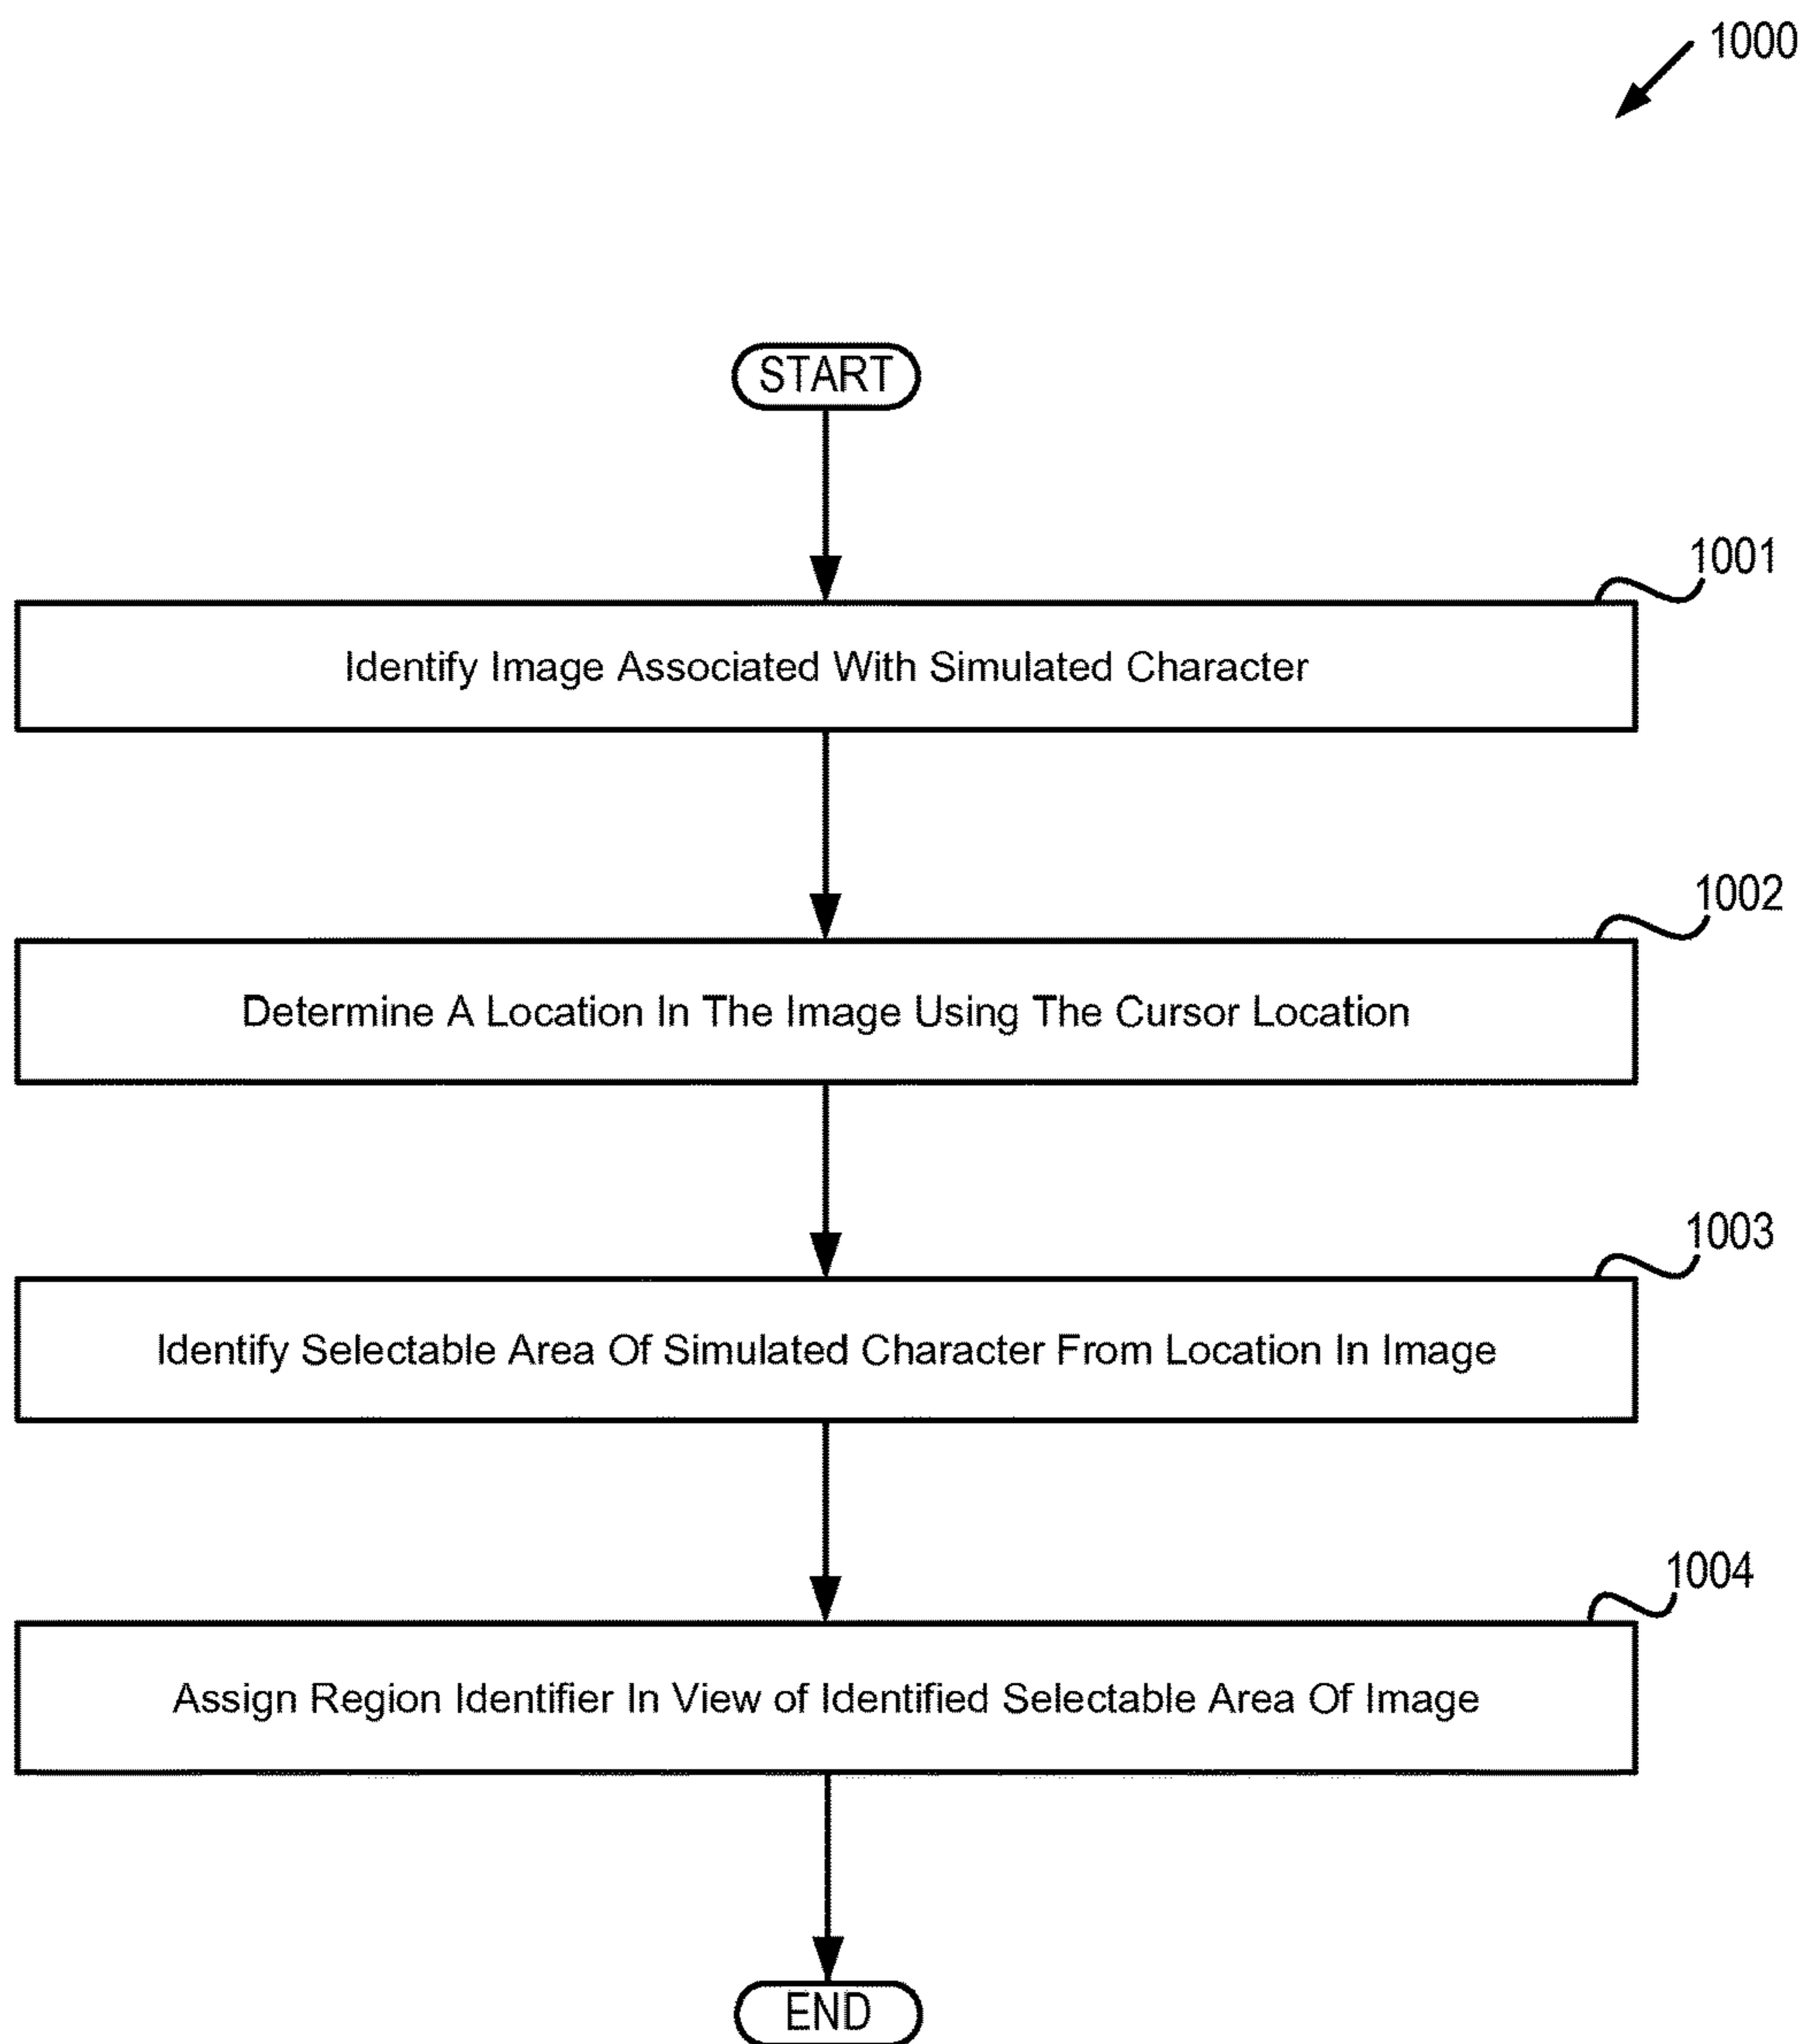 1000
START
1001
Identify Image Associated With Simulated Character
1002
Determine A Location In The Image Using The Cursor Location
1003
Identify Selectable Area Of Simulated Character From Location In Image
1004
Assign Region Identifier In View of Identified Selectable Area Of Image
END